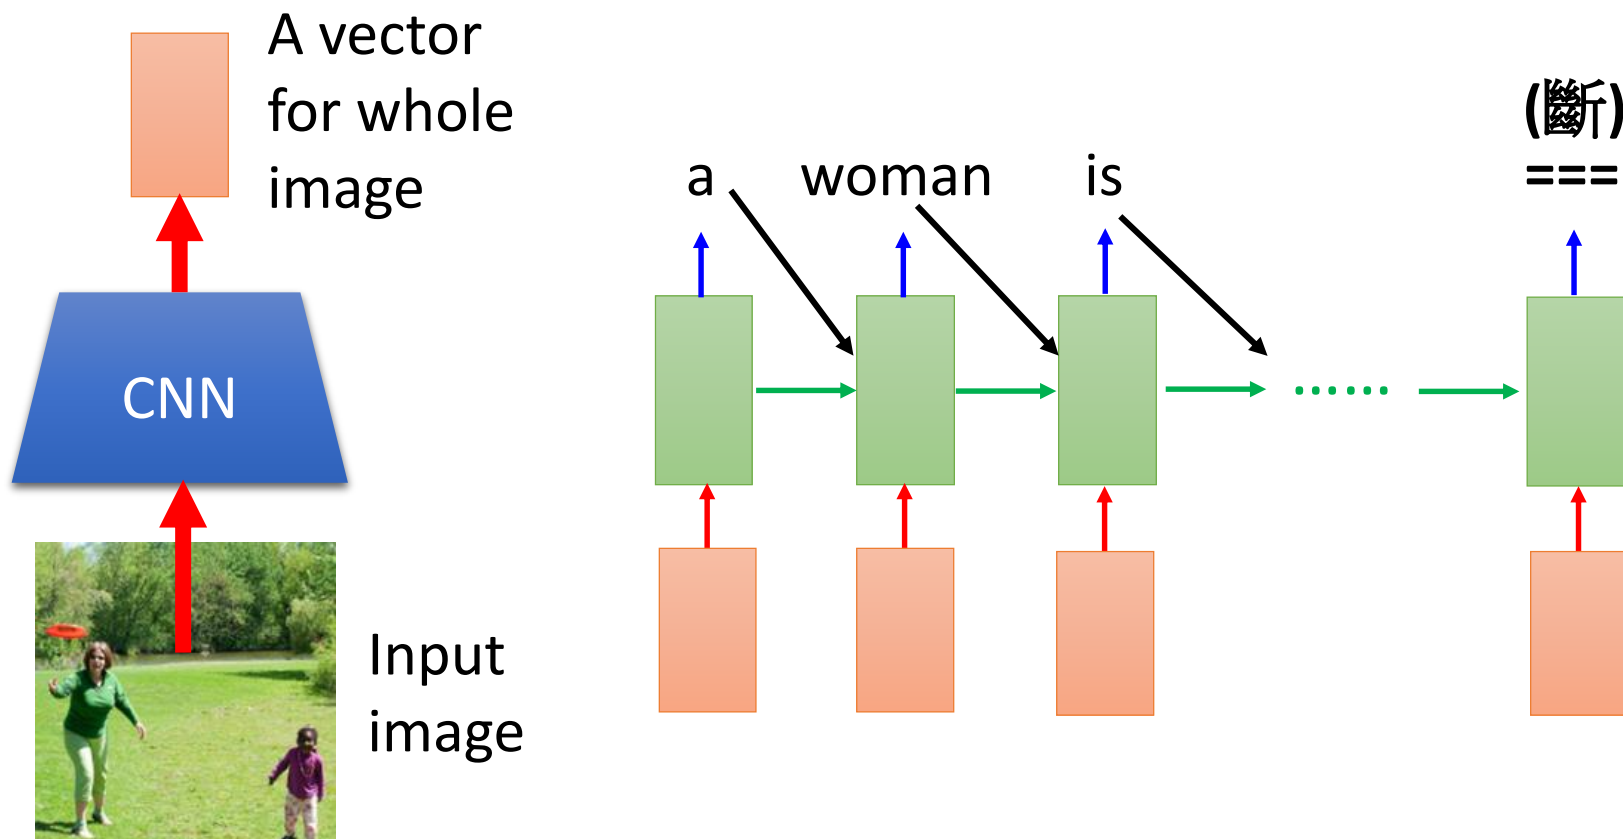 A vector
for whole
image
CNN
Input
image
a
woman
is
......
(斷)
===